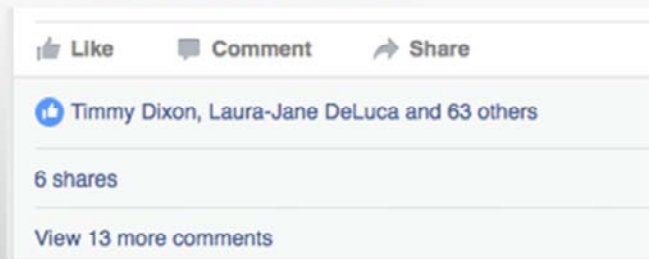 Like Comment Share
Timmy Dixon, Laura-Jane DeLuca and 63 others
6 shares
View 13 more comments